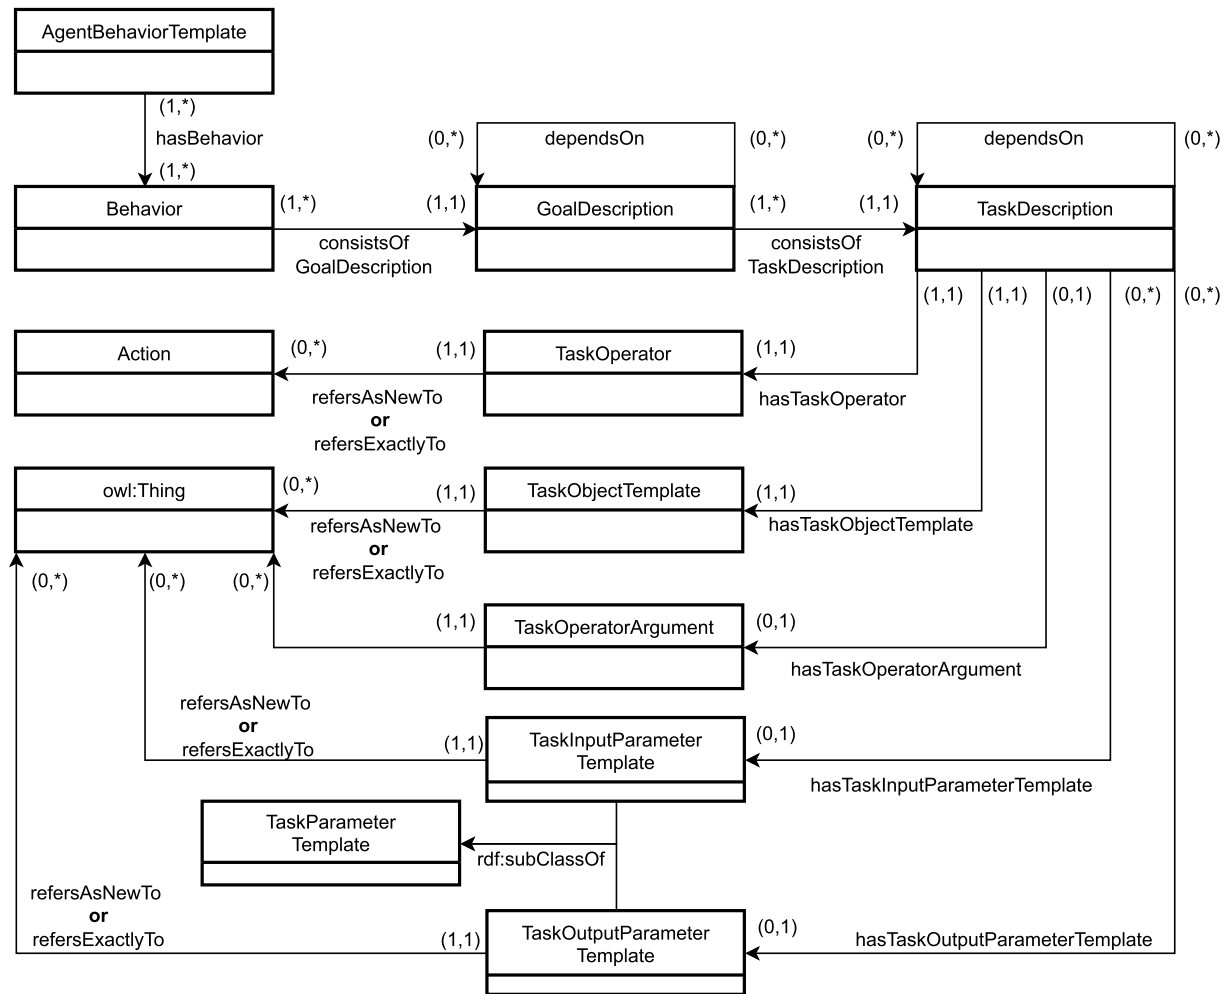 AgentBehaviorTemplate
(1,*)
hasBehavior
(1,*)
(0,*)
dependsOn
(0,*)
(0,*)
dependsOn
(0,*)
Behavior
(1,*)
(1,1)
GoalDescription
(1,*)
(1,1)
TaskDescription
consistsOf
GoalDescription
consistsOf
TaskDescription
(1,1)
(1,1)
(0,1)
(0,*)
(0,*)
Action
(0,*)
(1,1)
TaskOperator
(1,1)
refersAsNewTo
or
refersExactlyTo
hasTaskOperator
owl:Thing
(0,*)
(1,1)
TaskObjectTemplate
(1,1)
refersAsNewTo
or
refersExactlyTo
hasTaskObjectTemplate
(0,*)
(0,*)
(0,*)
(1,1)
TaskOperatorArgument
(0,1)
hasTaskOperatorArgument
refersAsNewTo
or
refersExactlyTo
(1,1)
TaskInputParameter
Template
(0,1)
hasTaskInputParameterTemplate
TaskParameter
Template
rdf:subClassOf
refersAsNewTo
or
refersExactlyTo
(1,1)
TaskOutputParameter
Template
(0,1)
hasTaskOutputParameterTemplate